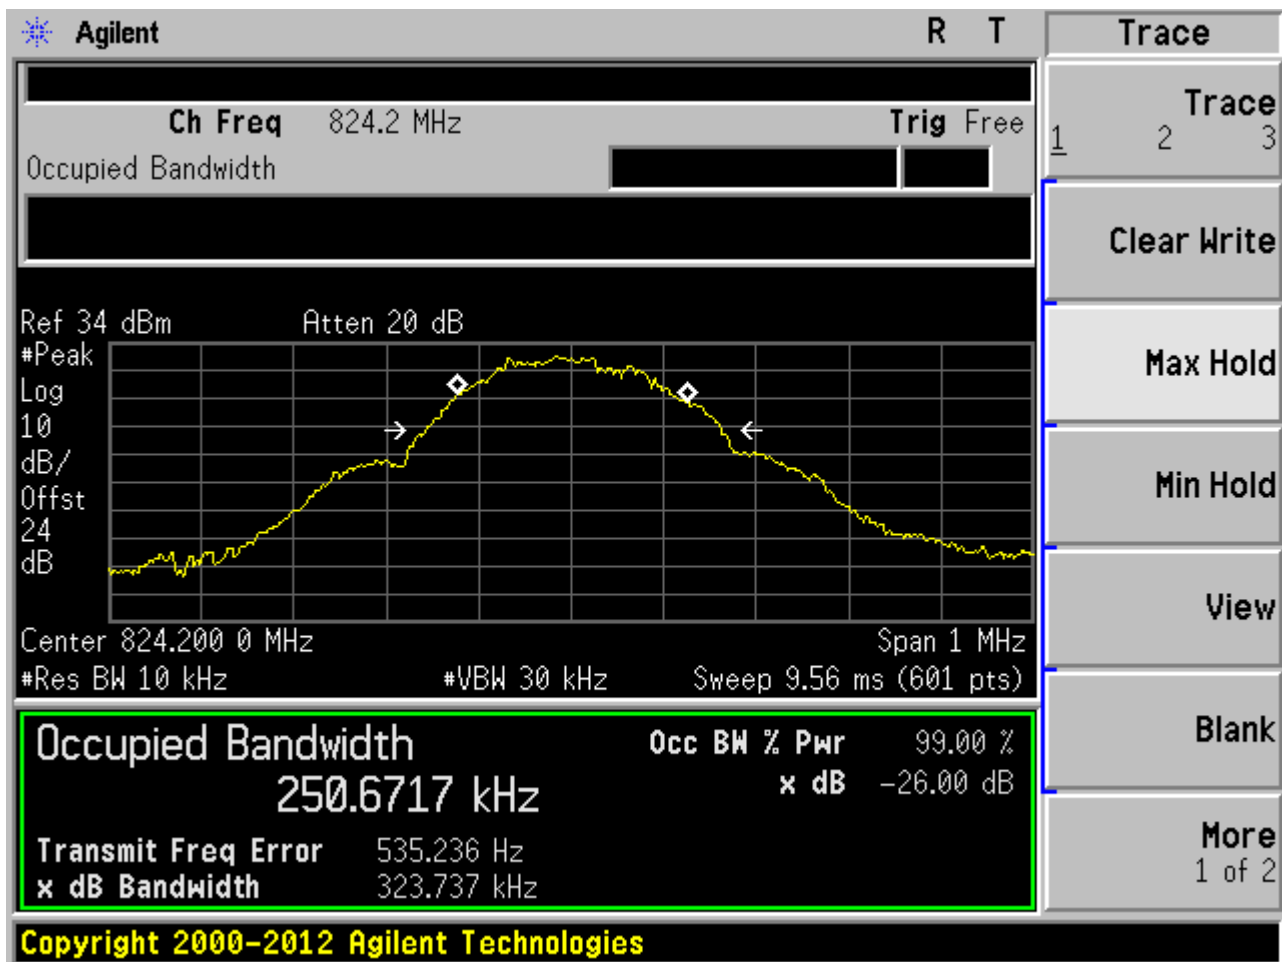 Agilent R T Trace
Ch Freq 824.2 MHz Trig Free
Occupied Bandwidth
Trace
1 2 3
Clear Write
Max Hold
Min Hold
View
Blank
More
1 of 2
Ref 34 dBm Atten 20 dB
#Peak
Log
10
dB/
Offst
24
dB
Center 824.200 0 MHz Span 1 MHz
#Res BW 10 kHz #VBW 30 kHz Sweep 9.56 ms (601 pts)
Occupied Bandwidth Occ BW % Pwr 99.00 %
250.6717 kHz x dB -26.00 dB
Transmit Freq Error 535.236 Hz
x dB Bandwidth 323.737 kHz
Copyright 2000-2012 Agilent Technologies